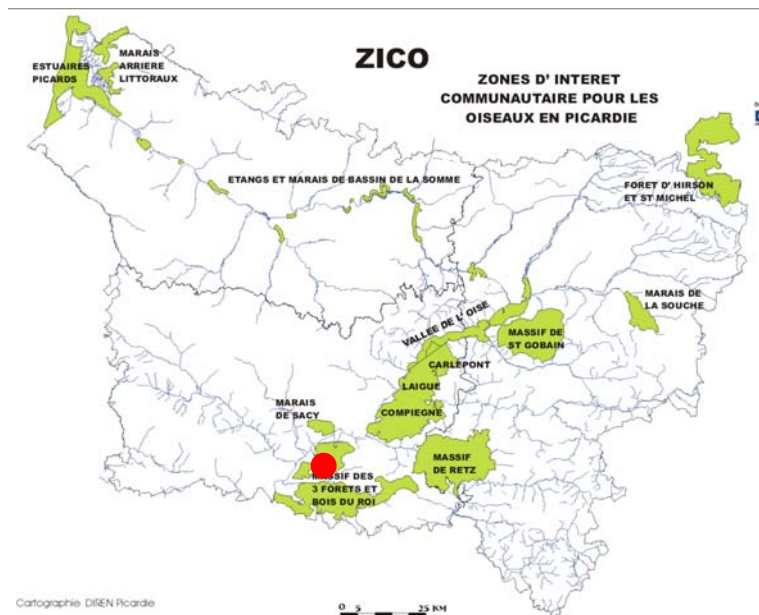 ZICO
ZONES D' INTERET
COMMUNAUTAIRE POUR LES
OISEAUX EN PICARDIE
MARAIS
ARRIERE
LITTORAUX
ESTUAIRES
PICARDS
ETANGS ET MARAIS DE BASSIN DE LA SOMME
FORET D' HIRSON
ET ST MICHEL
MARAIS DE
LA SOUCHE
VALLEE DE L' OISE
MASSIF DE
ST GOBAIN
CARLEPONT
LAIGUE
COMPIEGNE
MARAIS
DE SACY
MASSIF
DE RETZ
MASSIF DES
3 FORETS ET
BOIS DU ROI
Cartographie DIREN Picardie
0 5 25 KM